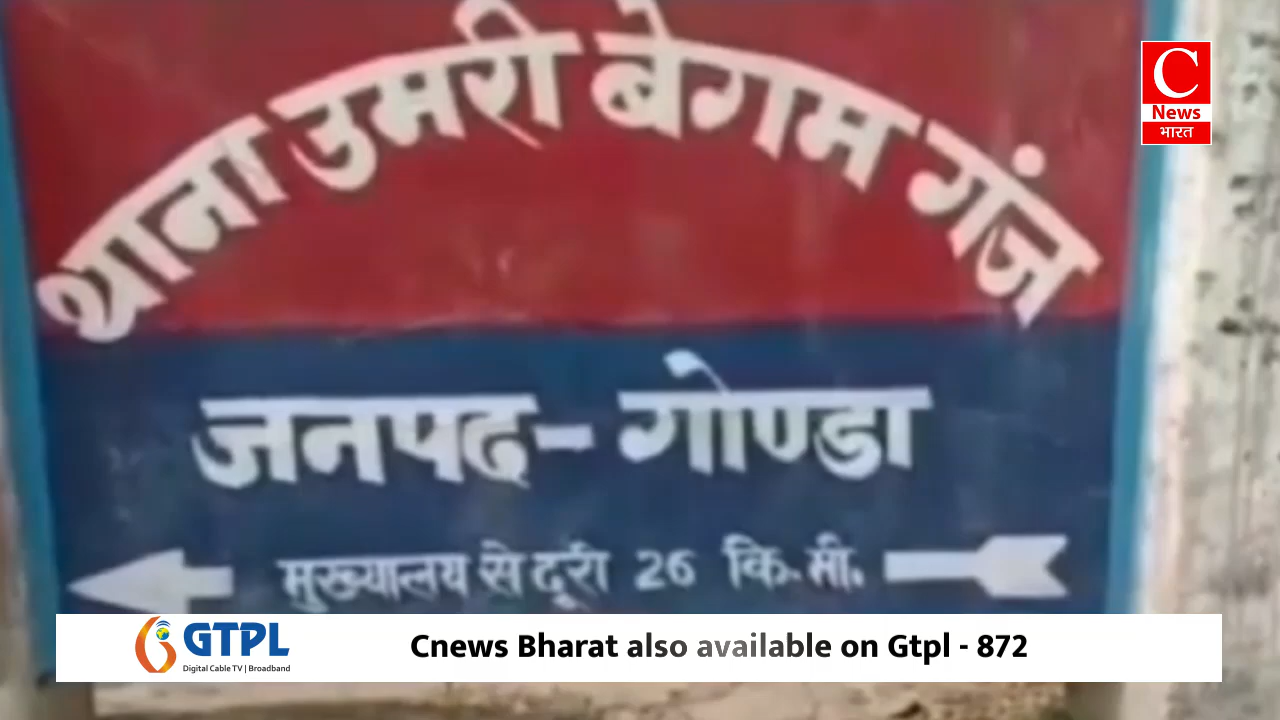 थाना उमरी बेगम गंज
जनपद- गोण्डा
मुख्यालय से दूरी 26 कि. मी.
C
News
भारत
GTPL
Digital Cable TV | Broadband
Cnews Bharat also available on Gtpl - 872